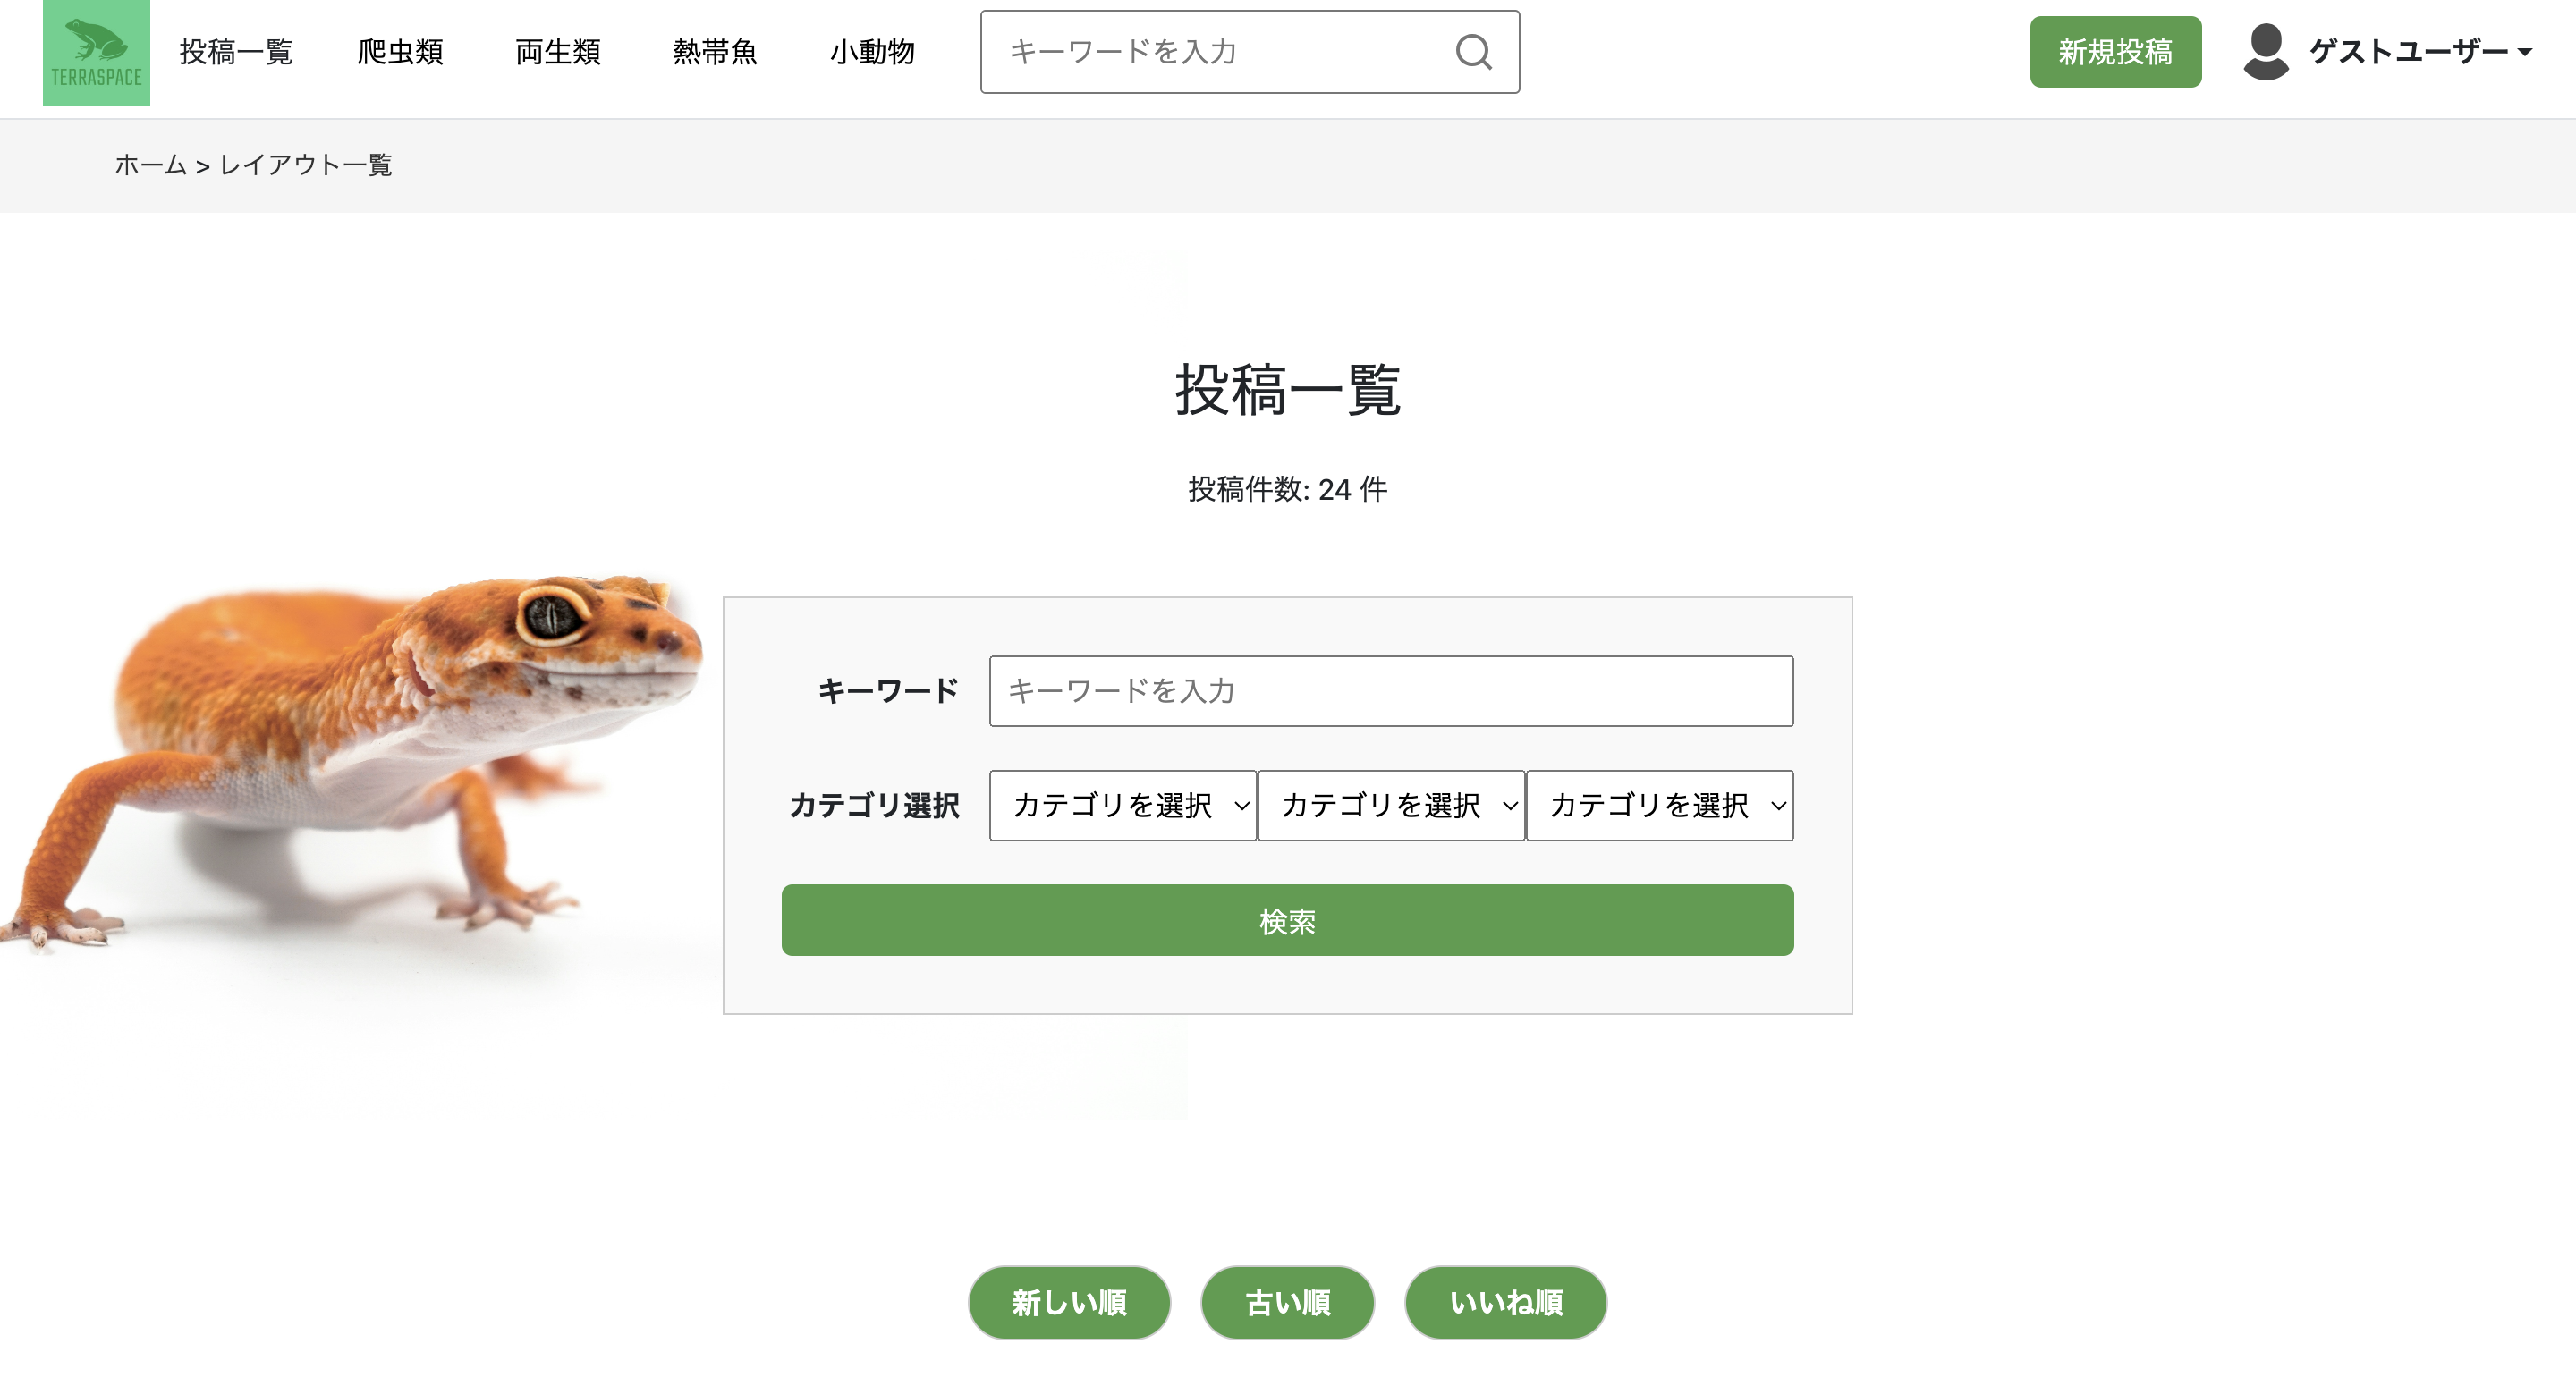 TERRASPACE
投稿一覧 爬虫類 両生類 熱帯魚 小動物 キーワードを入力 新規投稿 ゲストユーザー
ホーム > レイアウト一覧
投稿一覧
投稿件数: 24 件
キーワード キーワードを入力
カテゴリ選択 カテゴリを選択 カテゴリを選択 カテゴリを選択
検索
新しい順 古い順 いいね順